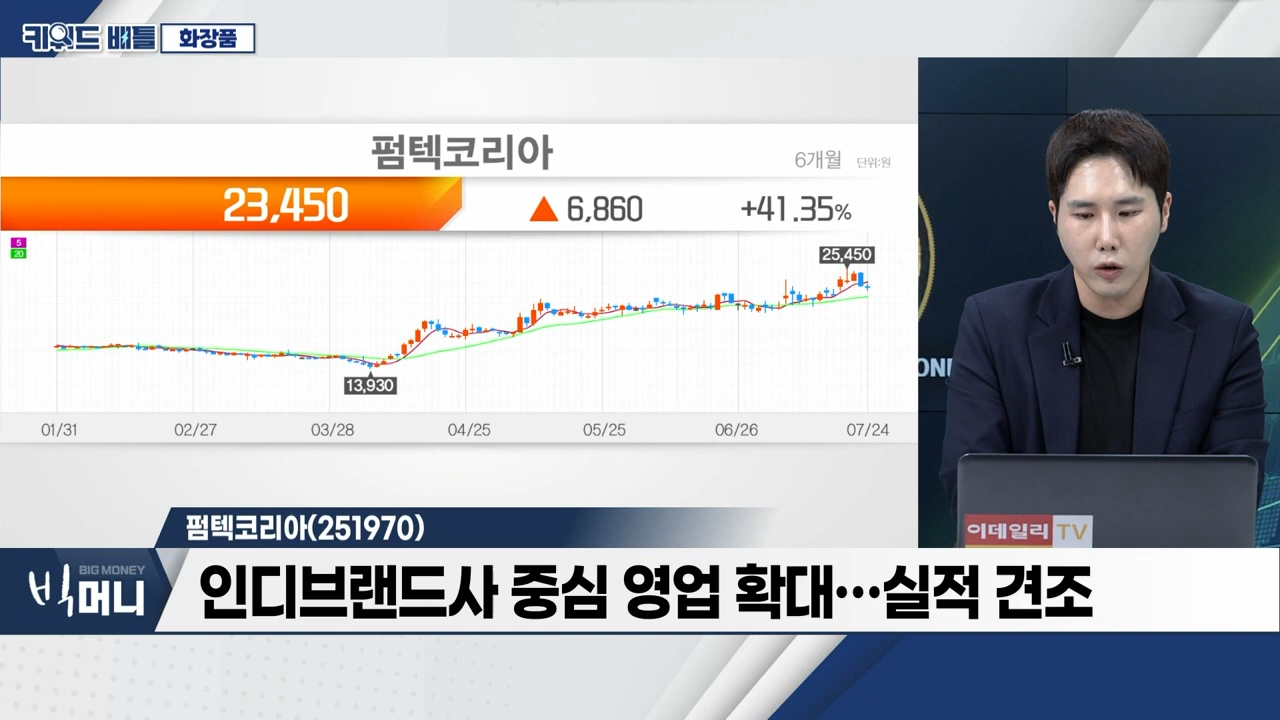 키워드 배틀 화장품
펌텍코리아
6개월 단위:원
23,450 ▲ 6,860 +41.35%
5
20
25,450
13,930
01/31 02/27 03/28 04/25 05/25 06/26 07/24
이데일리 TV
펌텍코리아(251970)
BIG MONEY
빅머니
인디브랜드사 중심 영업 확대…실적 견조